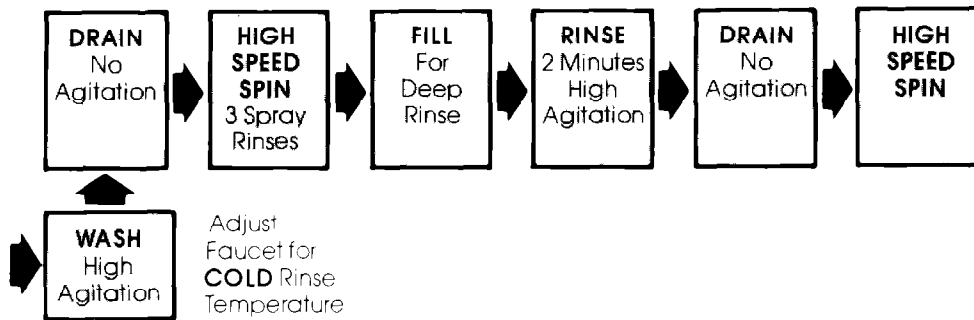 DRAIN
No
Agitation
HIGH
SPEED
SPIN
3 Spray
Rinses
FILL
For
Deep
Rinse
RINSE
2 Minutes
High
Agitation
DRAIN
No
Agitation
HIGH
SPEED
SPIN
WASH
High
Agitation
Adjust
Faucet for
COLD Rinse
Temperature